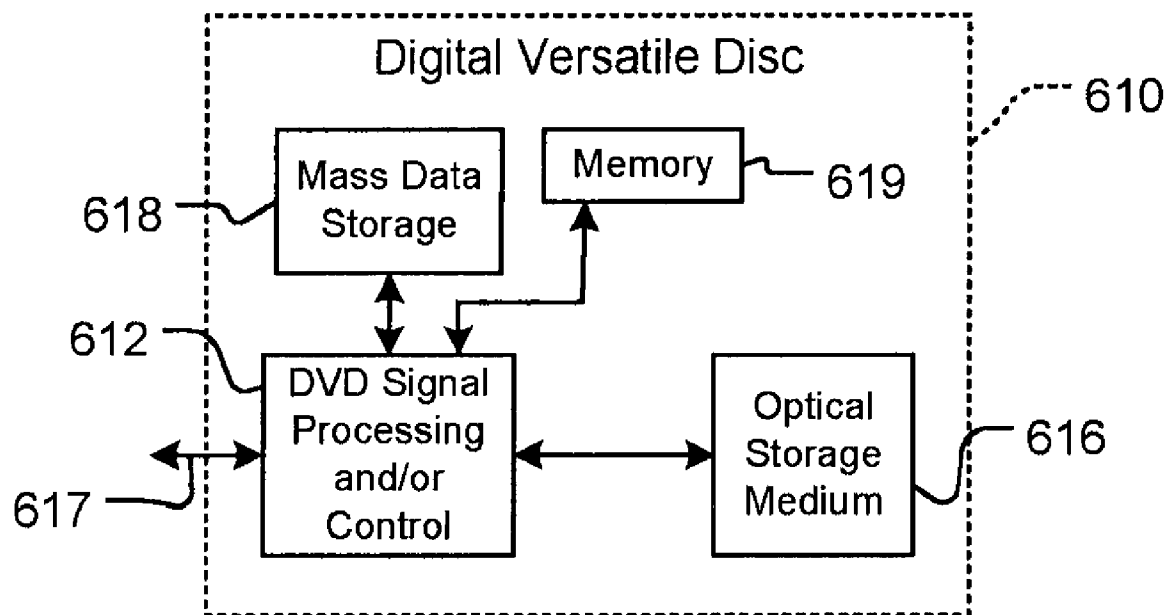 Digital Versatile Disc
610
Mass Data
Storage
618
Memory
619
612
DVD Signal
Processing
and/or
Control
617
Optical
Storage
Medium
616